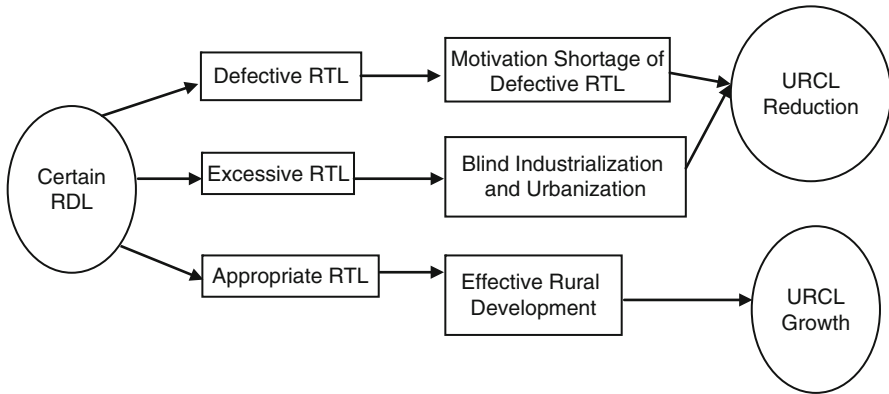 Certain
RDL
Defective RTL
Motivation Shortage of
Defective RTL
Excessive RTL
Blind Industrialization
and Urbanization
Appropriate RTL
Effective Rural
Development
URCL
Reduction
URCL
Growth